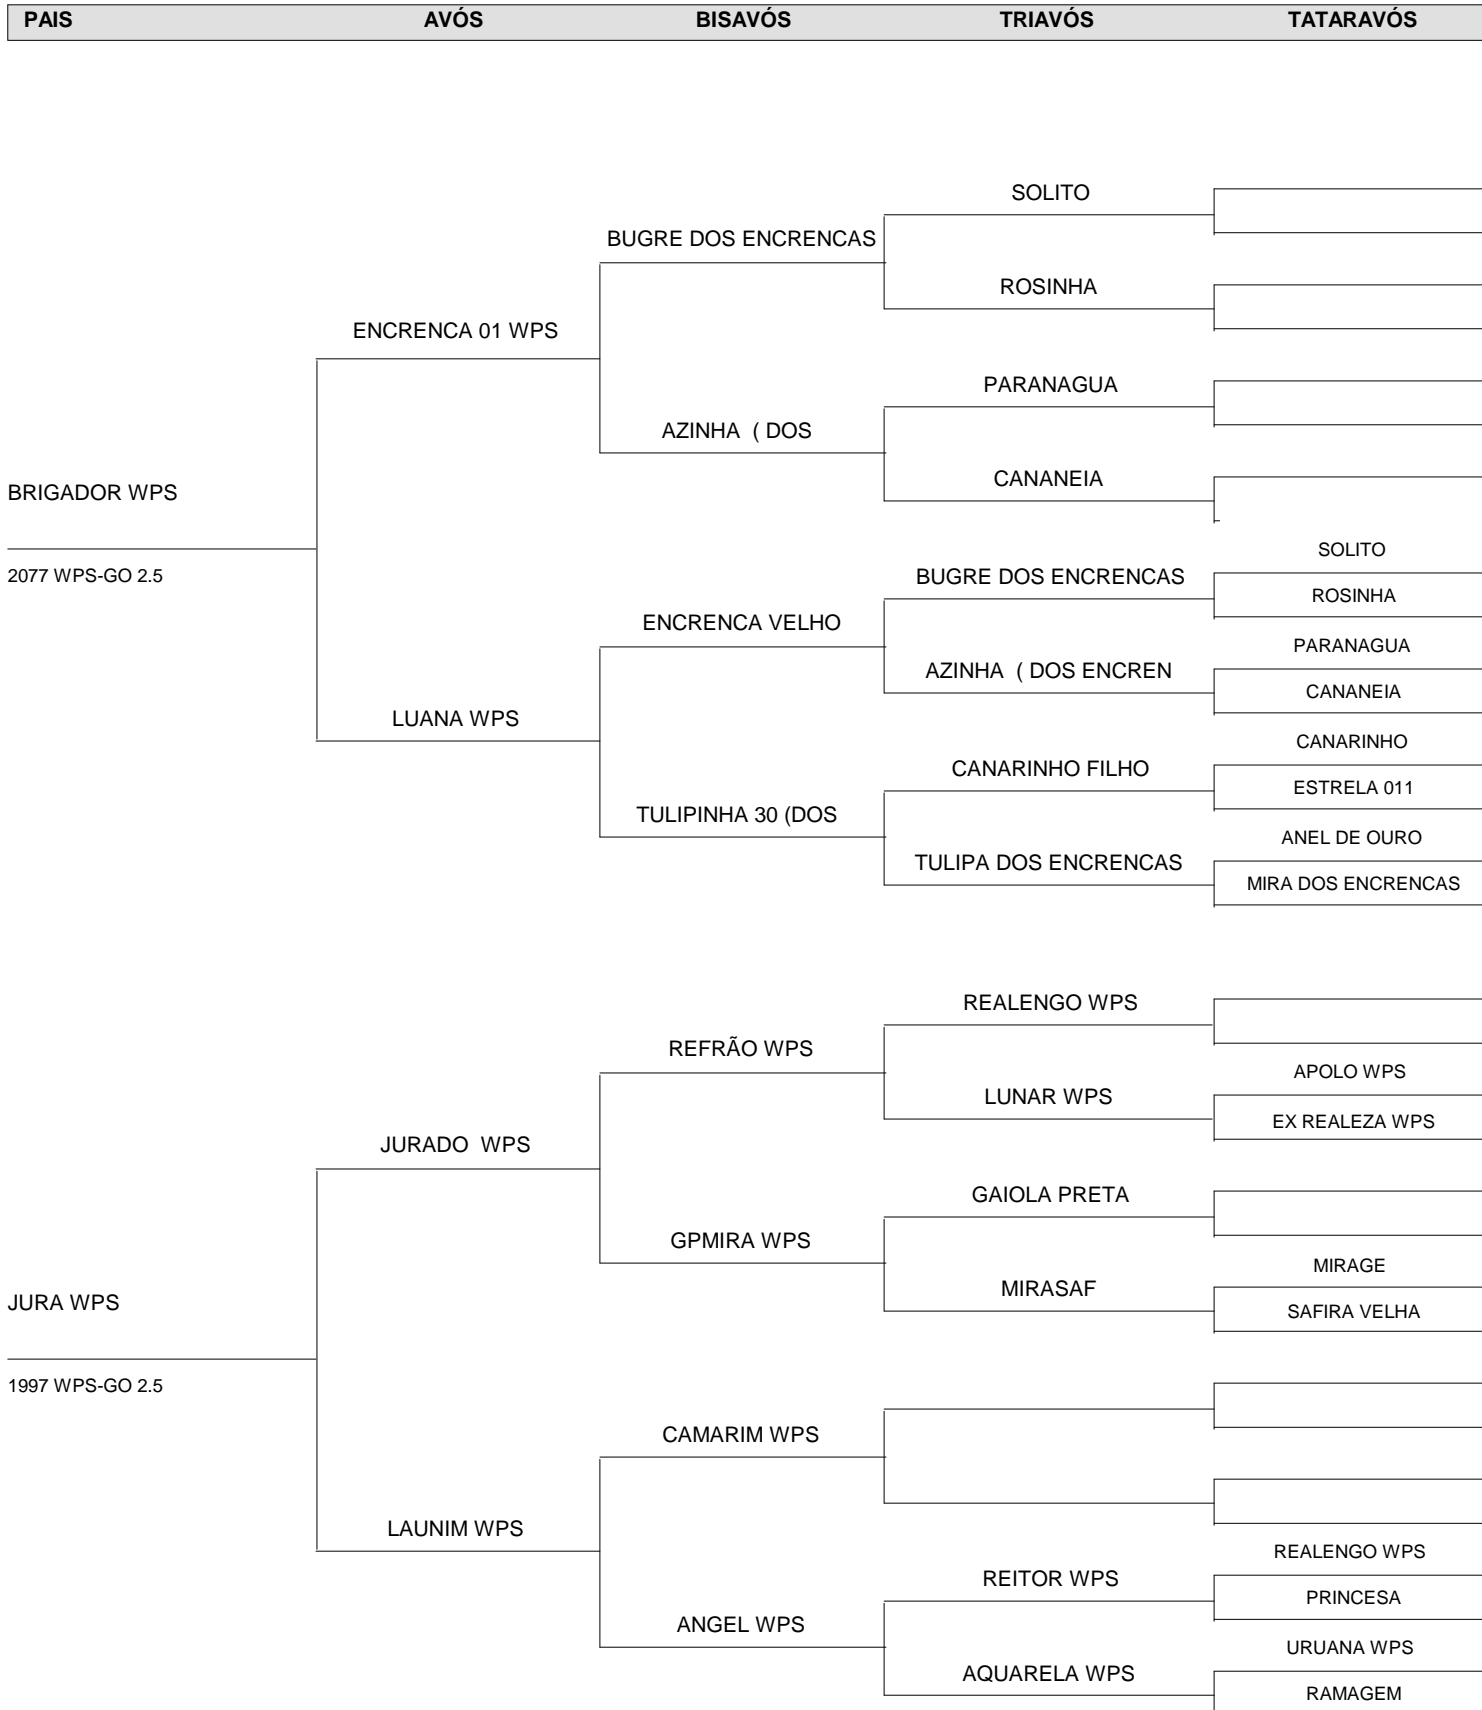 PAIS AVÓS BISAVÓS TRIAVÓS TATARAVÓS
SOLITO
BUGRE DOS ENCRENCAS
ROSINHA
ENCRENCA 01 WPS
PARANAGUA
AZINHA ( DOS
CANANEIA
BRIGADOR WPS
SOLITO
2077 WPS-GO 2.5
BUGRE DOS ENCRENCAS
ROSINHA
ENCRENCA VELHO
PARANAGUA
AZINHA ( DOS ENCREN
CANANEIA
LUANA WPS
CANARINHO
CANARINHO FILHO
ESTRELA 011
TULIPINHA 30 (DOS
ANEL DE OURO
TULIPA DOS ENCRENCAS
MIRA DOS ENCRENCAS
REALENGO WPS
REFRÃO WPS
APOLO WPS
LUNAR WPS
EX REALEZA WPS
JURADO WPS
GAIOLA PRETA
GPMIRA WPS
MIRAGE
MIRASAF
JURA WPS
SAFIRA VELHA
1997 WPS-GO 2.5
CAMARIM WPS
LAUNIM WPS
REALENGO WPS
REITOR WPS
PRINCESA
ANGEL WPS
URUANA WPS
AQUARELA WPS
RAMAGEM